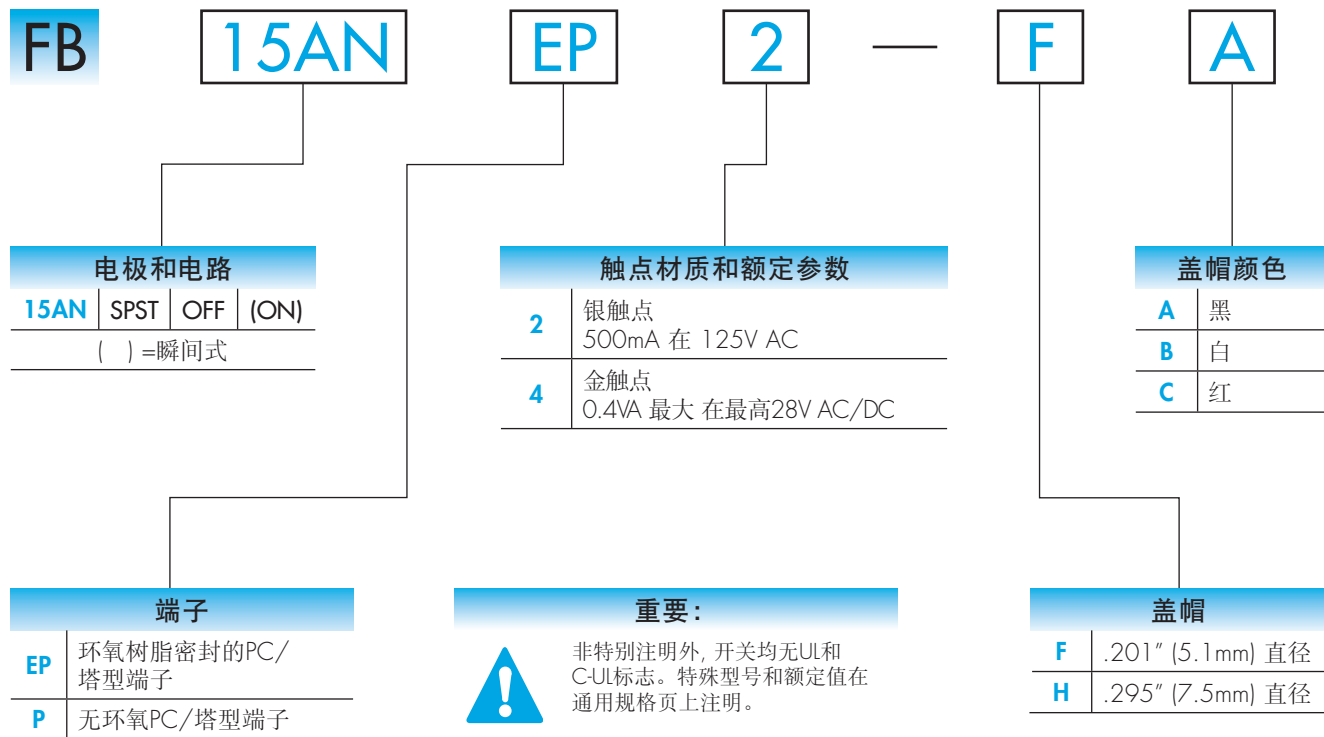 FB 15AN EP 2 — F A
电极和电路
15AN SPST OFF (ON)
( ) =瞬间式
触点材质和额定参数
2 银触点
500mA 在 125V AC
4 金触点
0.4VA 最大 在最高28V AC/DC
盖帽颜色
A 黑
B 白
C 红
端子
EP 环氧树脂密封的PC/
塔型端子
P 无环氧PC/塔型端子
重要:
非特别注明外, 开关均无UL和
C-UL标志。特殊型号和额定值在
通用规格页上注明。
盖帽
F .201" (5.1mm) 直径
H .295" (7.5mm) 直径